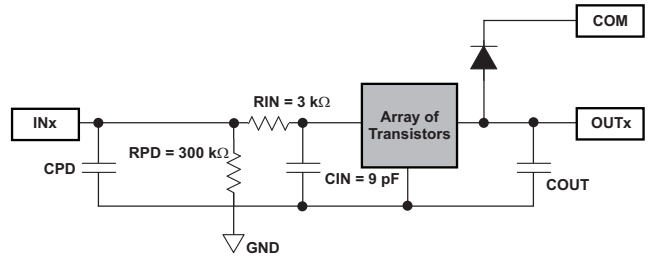 COM
RIN = 3 kΩ
INx
Array of
Transistors
OUTx
RPD = 300 kΩ
CPD
CIN = 9 pF
COUT
GND